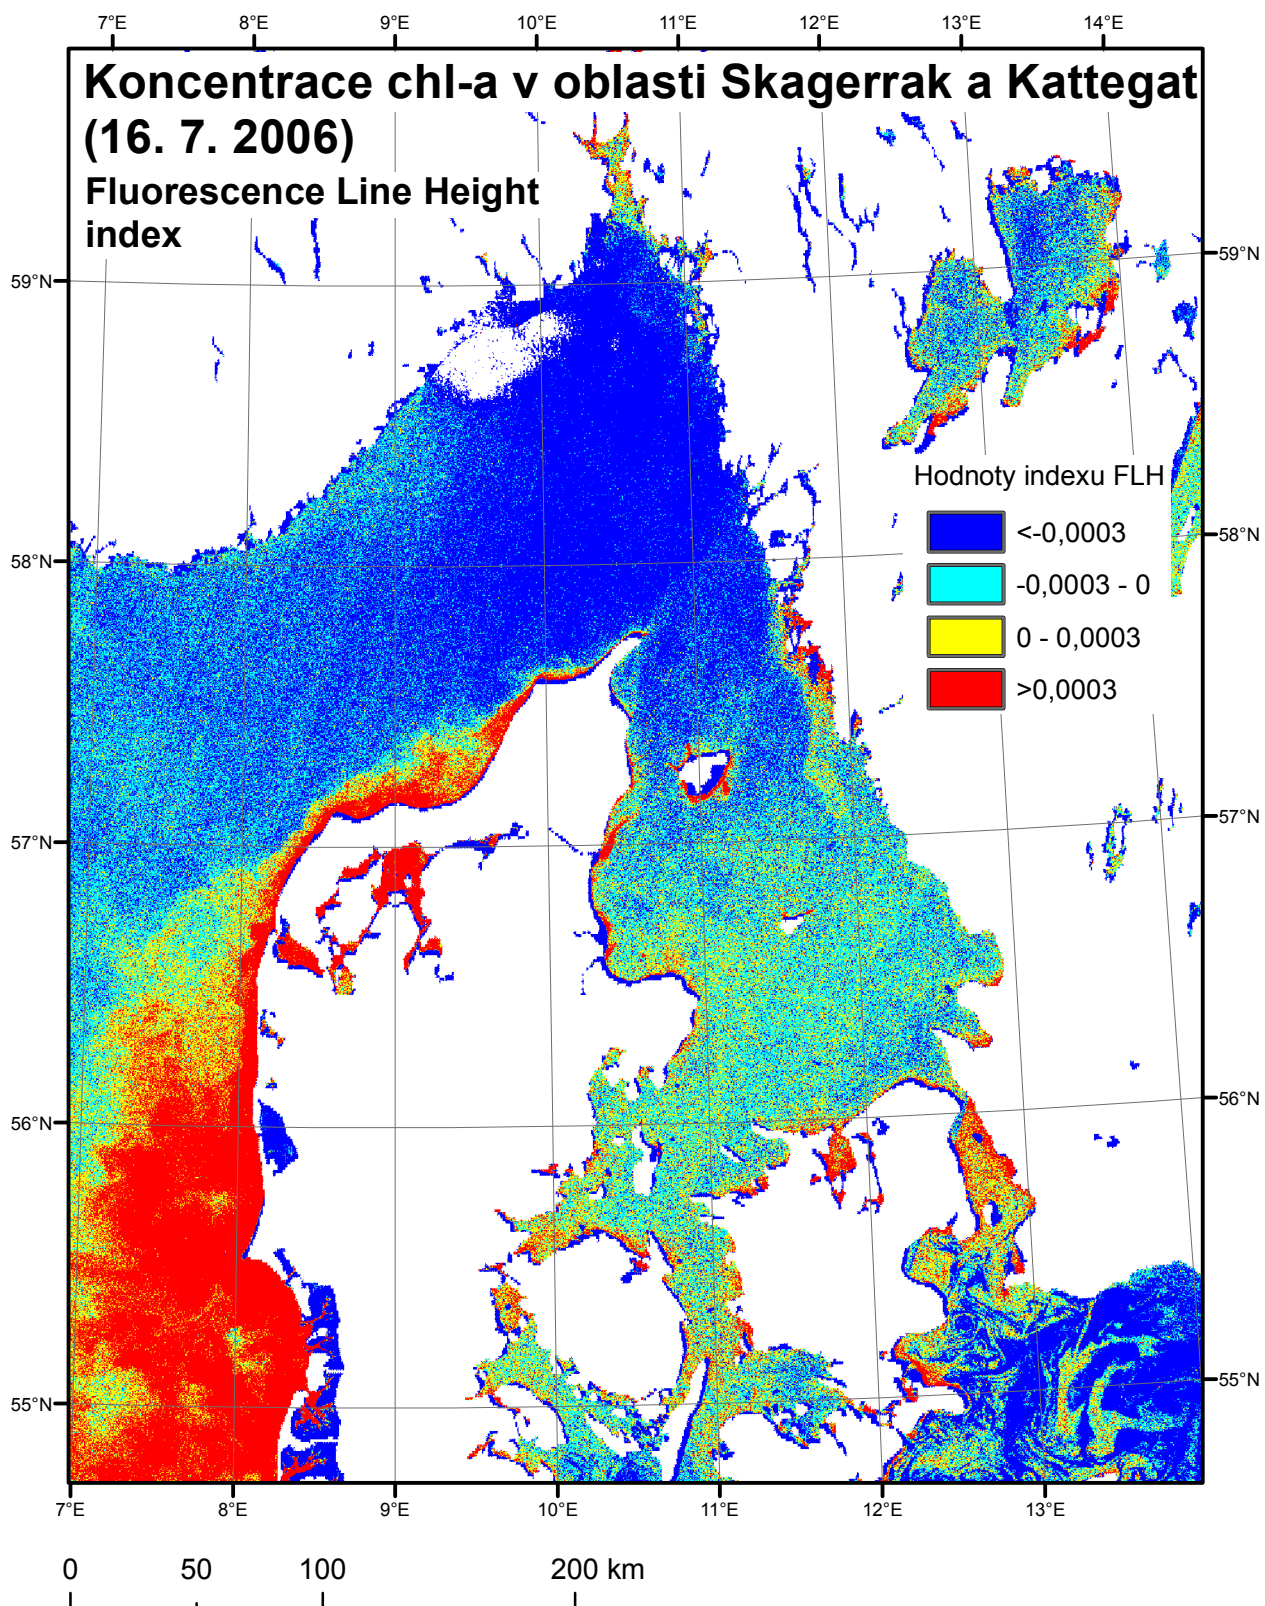 7°E 8°E 9°E 10°E 11°E 12°E 13°E 14°E
Koncentrace chl-a v oblasti Skagerrak a Kattegat
(16. 7. 2006)
Fluorescence Line Height
index
59°N 59°N
Hodnoty indexu FLH
<-0,0003
58°N 58°N
-0,0003 - 0
0 - 0,0003
>0,0003
57°N 57°N
56°N 56°N
55°N 55°N
7°E 8°E 9°E 10°E 11°E 12°E 13°E
0 50 100 200 km